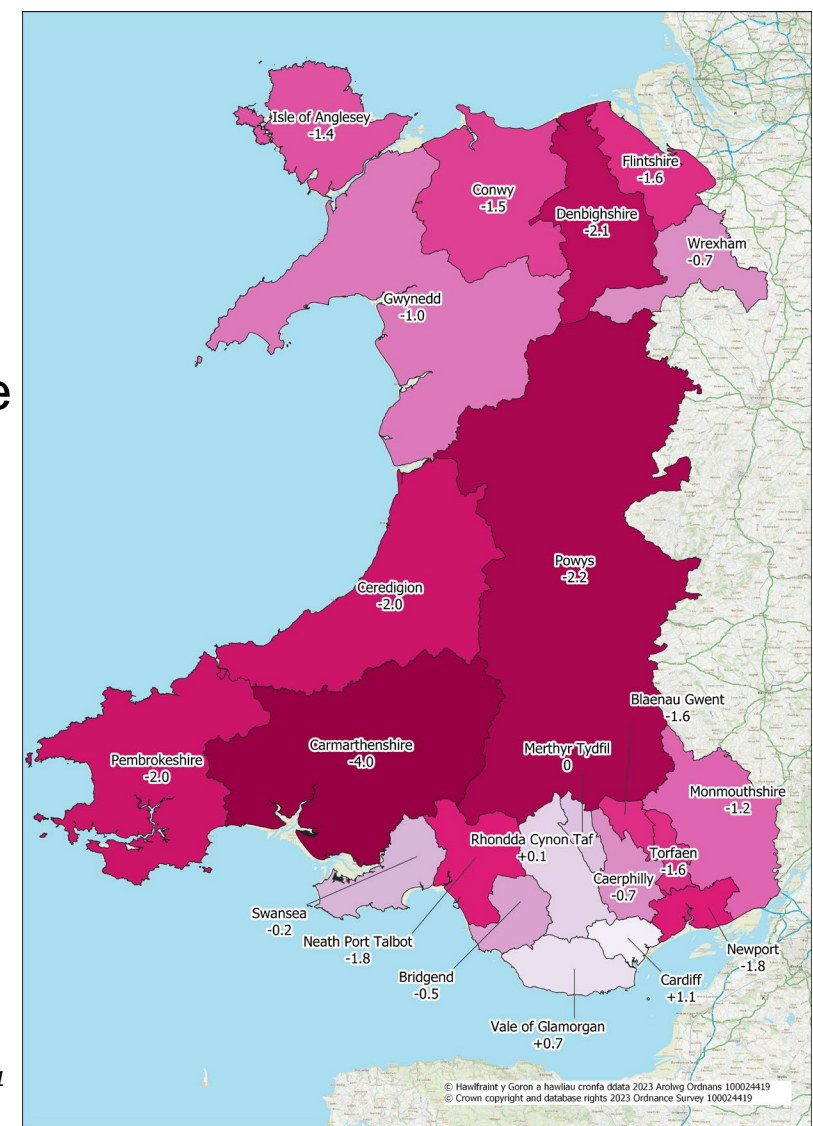 Isle of Anglesey
-1.4
Flintshire
-1.6
Conwy
-1.5
Denbighshire
-2.1
Wrexham
-0.7
Gwynedd
-1.0
e
Powys
-2.2
Ceredigion
-2.0
Blaenau Gwent
-1.6
Carmarthenshire
-4.0
Merthyr Tydfil
0
Pembrokeshire
-2.0
Monmouthshire
-1.2
Rhondda Cynon Taf
+0.1
Torfaen
-1.6
Caerphilly
-0.7
Swansea
-0.2
Neath Port Talbot
-1.8
Newport
-1.8
Bridgend
-0.5
Cardiff
+1.1
Vale of Glamorgan
+0.7
© Hawlfraint y Goron a hawliau cronfa ddata 2023 Arolwg Ordnans 100024419
© Crown copyright and database rights 2023 Ordnance Survey 100024419